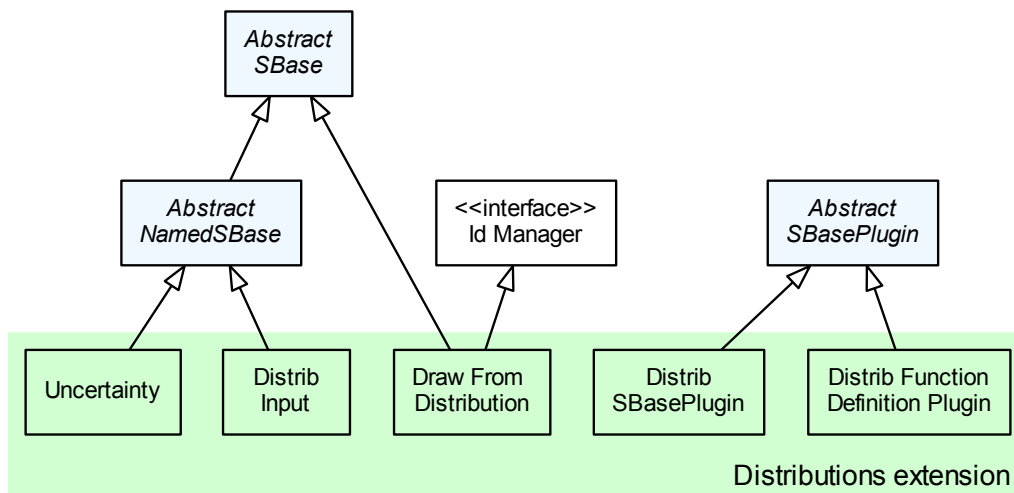 Abstract
SBase
Abstract
NamedSBase
<<interface>>
Id Manager
Abstract
SBasePlugin
Uncertainty
Distrib
Input
Draw From
Distribution
Distrib
SBasePlugin
Distrib Function
Definition Plugin
Distributions extension